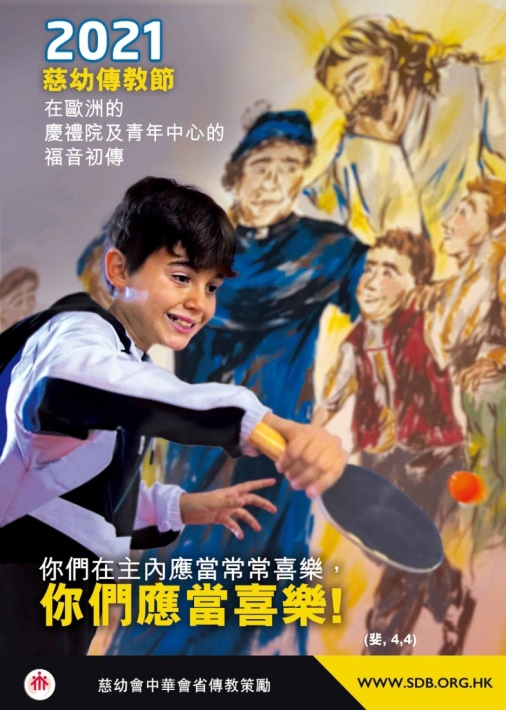 2021
慈幼傳教節
在歐洲的
慶禮院及青年中心的
福音初傳
你們在主內應當常常喜樂，
你們應當喜樂!
(斐, 4,4)
慈幼會中華會省傳教策勵
WWW.SDB.ORG.HK